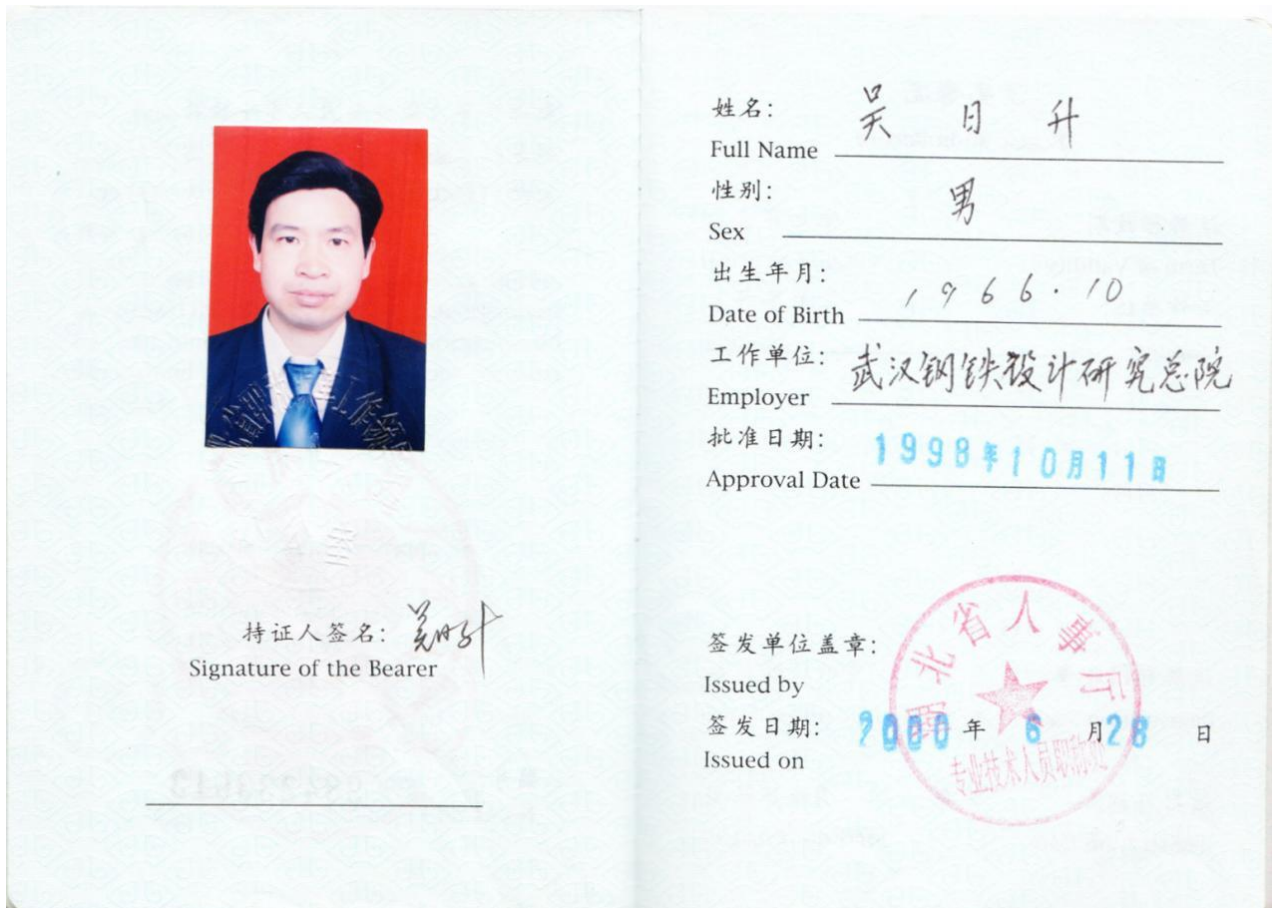 持证人签名: 吴日升
Signature of the Bearer
姓名: 吴日升
Full Name
性别: 男
Sex
出生年月: 1966.10
Date of Birth
工作单位: 武汉钢铁设计研究总院
Employer
批准日期: 1998年10月11日
Approval Date
湖北省人事厅
专业技术人员职称处
签发单位盖章:
Issued by
签发日期: 2000年6月28日
Issued on